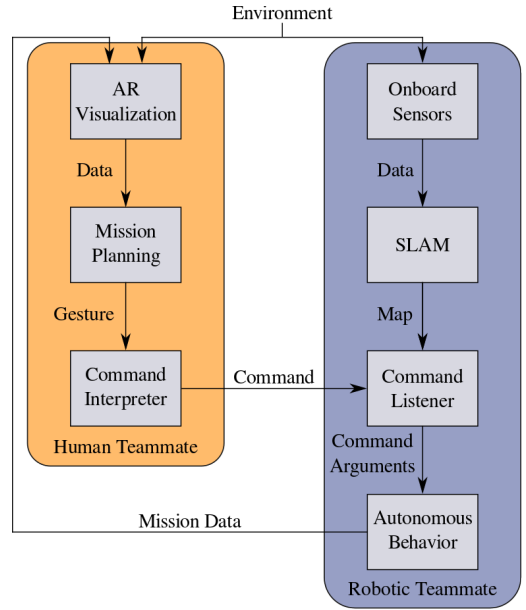 Environment
AR
Visualization
Data
Mission
Planning
Gesture
Command
Interpreter
Human Teammate
Command
Onboard
Sensors
Data
SLAM
Map
Command
Listener
Command
Arguments
Autonomous
Behavior
Robotic Teammate
Mission Data